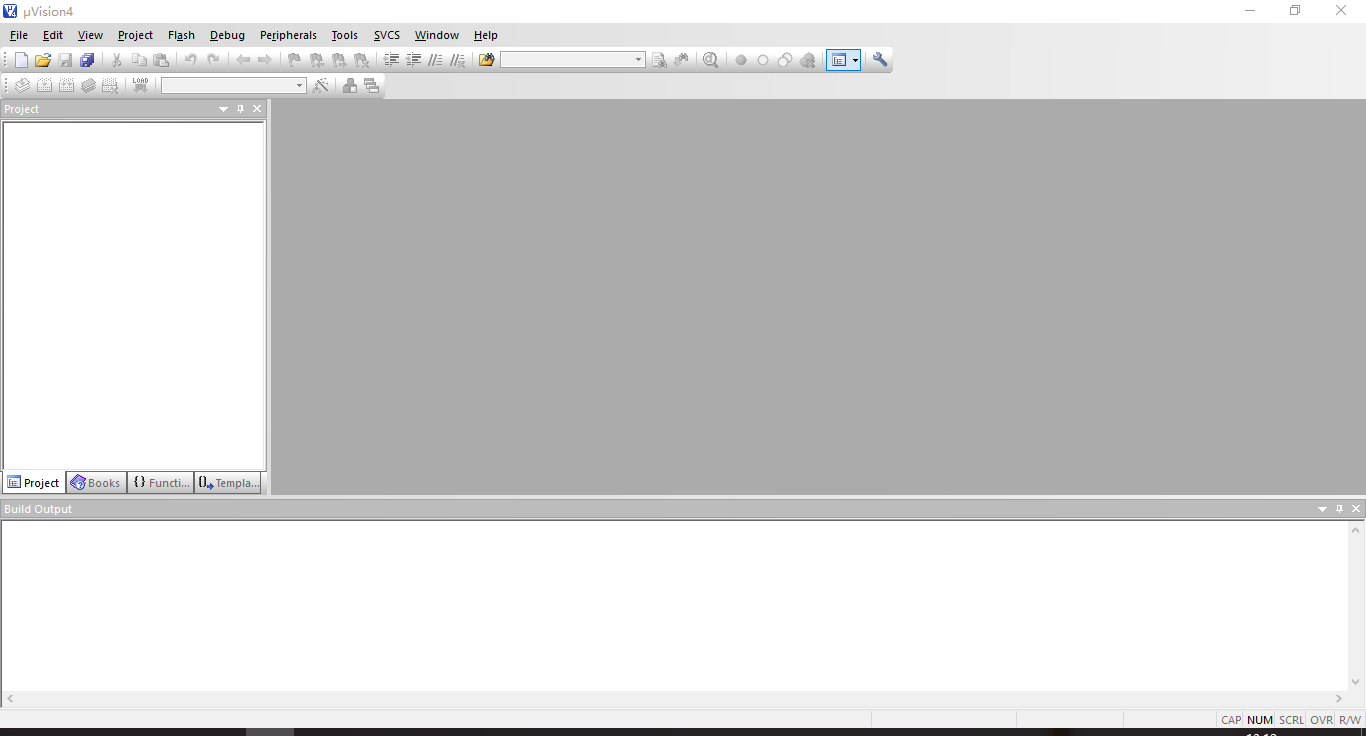 μVision4
File Edit View Project Flash Debug Peripherals Tools SVCS Window Help
LOAD
Project
Project Books {} Functi... {} Templa...
Build Output
CAP NUM SCRL OVR R/W